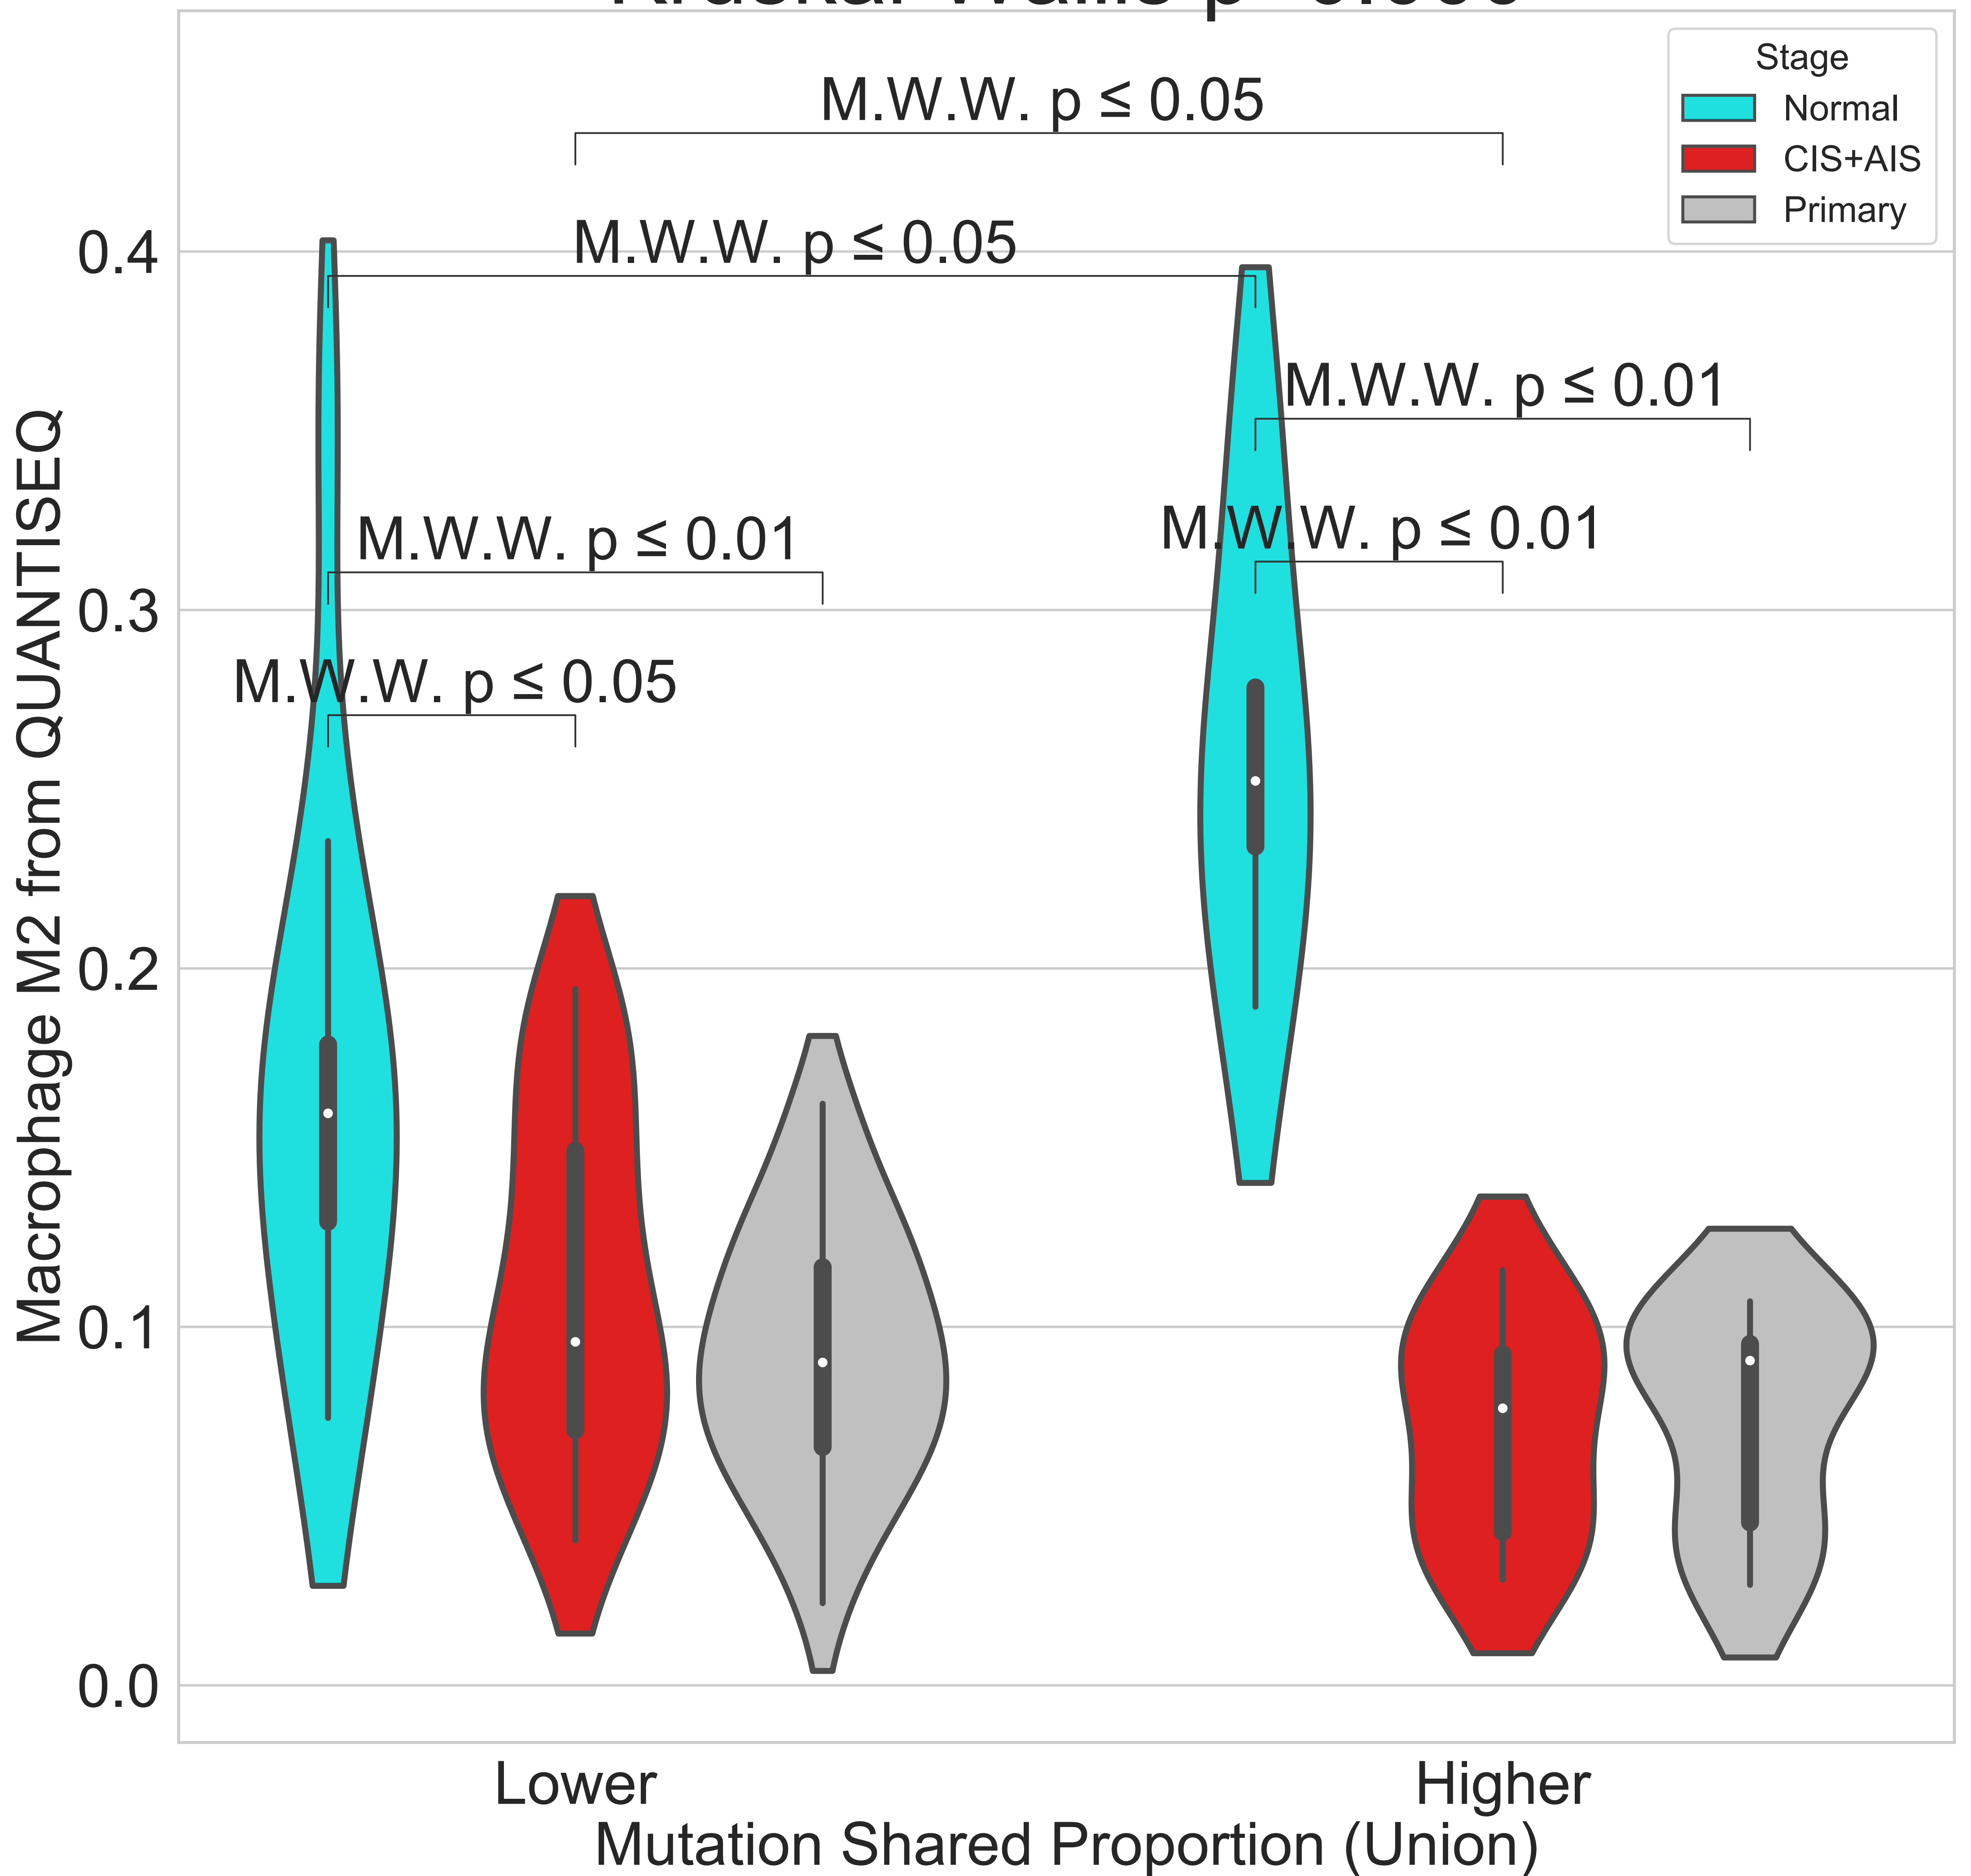 Stage
Normal
CIS+AIS
Primary
M.W.W. p ≤ 0.05
M.W.W. p ≤ 0.05
M.W.W. p ≤ 0.01
M.W.W. p ≤ 0.01
M.W.W. p ≤ 0.01
M.W.W. p ≤ 0.05
Macrophage M2 from QUANTISEQ
0.4
0.3
0.2
0.1
0.0
Lower
Higher
Mutation Shared Proportion (Union)